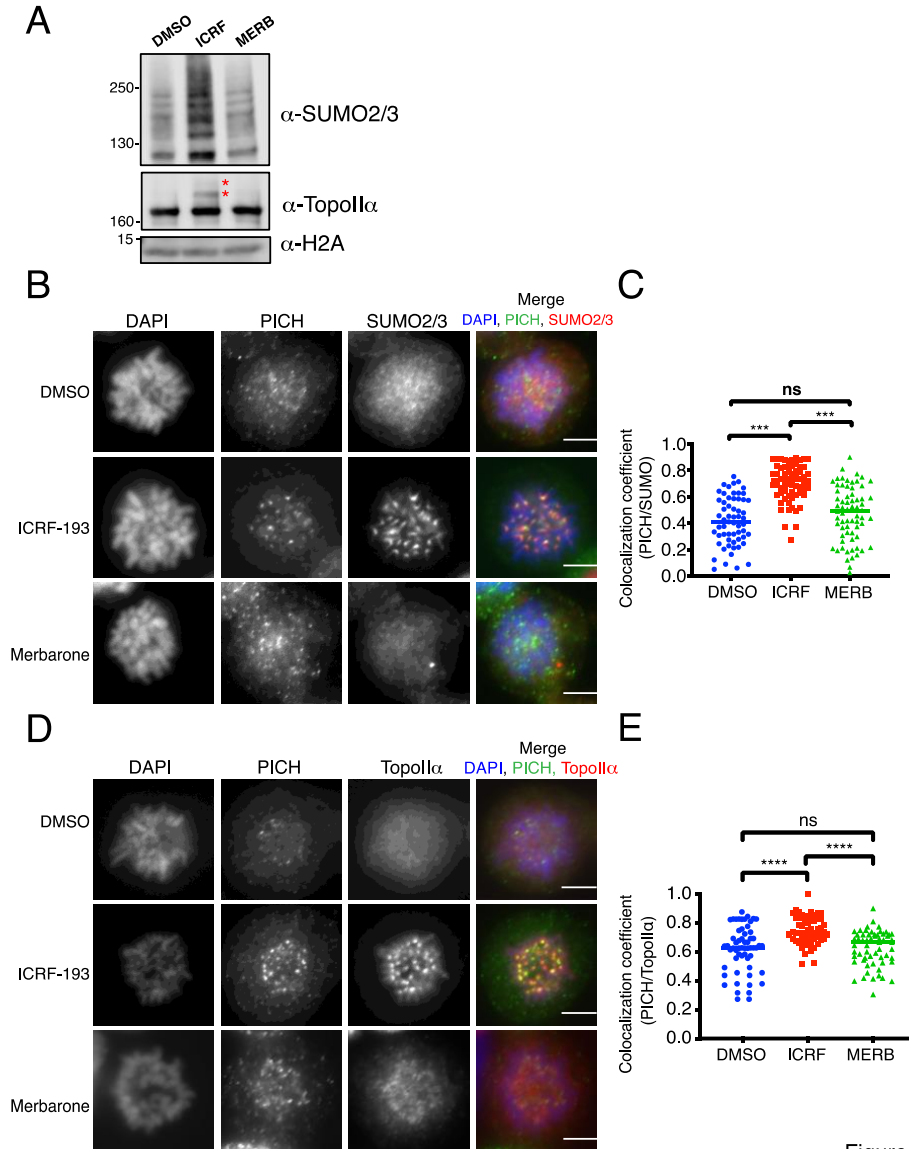 A
DMSO ICRF MERB
250
130
α-SUMO2/3
* *
160
α-TopoIIα
15
α-H2A
B
DAPI PICH SUMO2/3 Merge
DAPI, PICH, SUMO2/3
DMSO
ICRF-193
Merbarone
C
ns
*** ***
Colocalization coefficient
(PICH/SUMO)
1.0
0.8
0.6
0.4
0.2
0.0
DMSO ICRF MERB
D
DAPI PICH TopoIIα Merge
DAPI, PICH, TopoIIα
DMSO
ICRF-193
Merbarone
E
ns
**** ****
Colocalization coefficient
(PICH/TopoIIα)
1.0
0.8
0.6
0.4
0.2
0.0
DMSO ICRF MERB
Figure